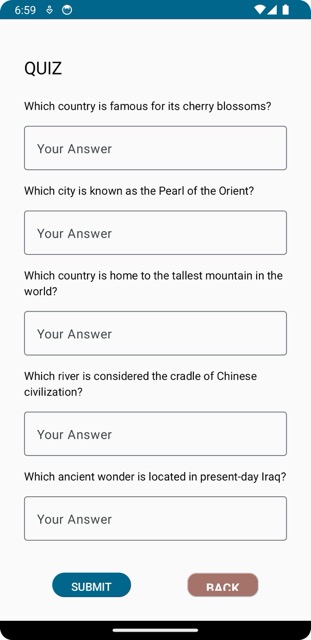 6:59
QUIZ
Which country is famous for its cherry blossoms?
Your Answer
Which city is known as the Pearl of the Orient?
Your Answer
Which country is home to the tallest mountain in the
world?
Your Answer
Which river is considered the cradle of Chinese
civilization?
Your Answer
Which ancient wonder is located in present-day Iraq?
Your Answer
SUBMIT
BACK